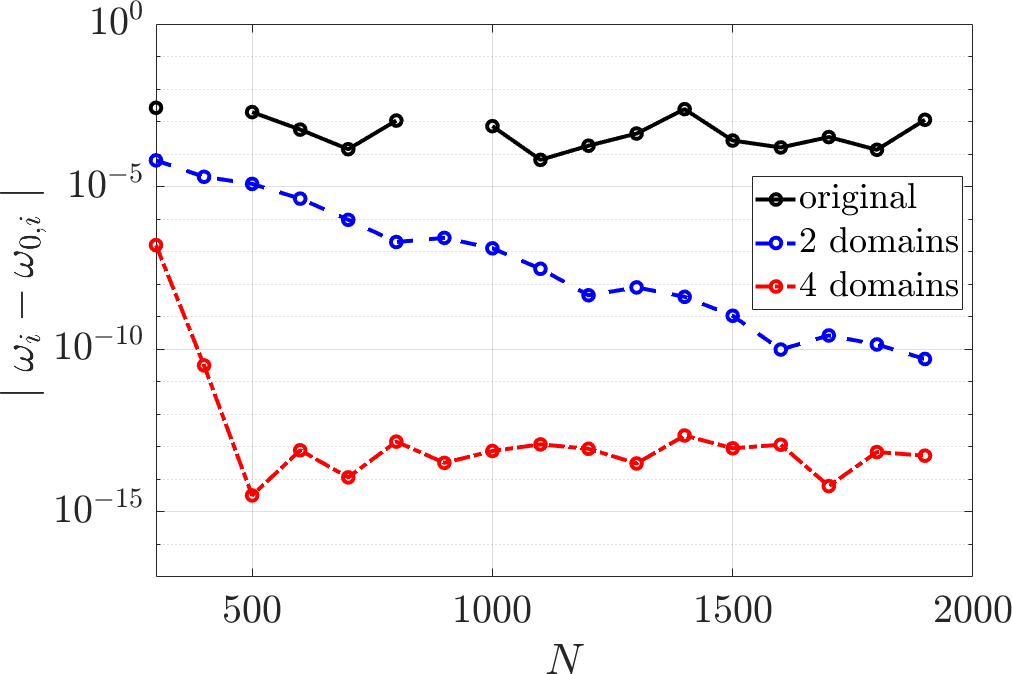 10^0
10^{-5}
10^{-10}
10^{-15}
| ω_i − ω_{0,i} |
original
2 domains
4 domains
500 1000 1500 2000
N